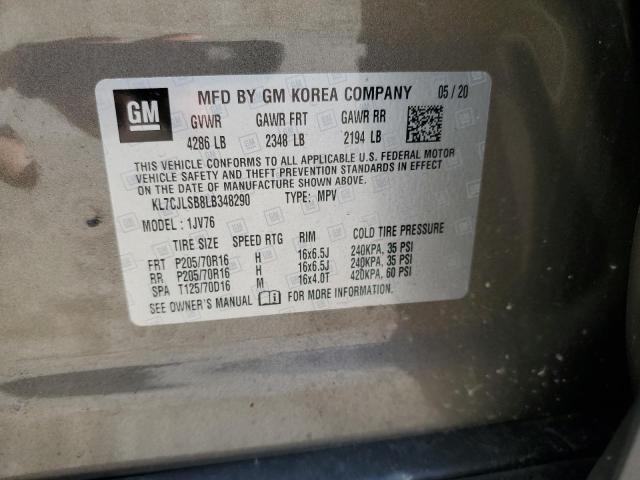 GM
MFD BY GM KOREA COMPANY 05 / 20
GVWR GAWR FRT GAWR RR
4286 LB 2348 LB 2194 LB
THIS VEHICLE CONFORMS TO ALL APPLICABLE U.S. FEDERAL MOTOR
VEHICLE SAFETY AND THEFT PREVENTION STANDARDS IN EFFECT
ON THE DATE OF MANUFACTURE SHOWN ABOVE.
KL7CJLSB8LB348290 TYPE: MPV
MODEL : 1JV76
TIRE SIZE SPEED RTG RIM COLD TIRE PRESSURE
FRT P205/70R16 H 16x6.5J 240KPA, 35 PSI
RR P205/70R16 H 16x6.5J 240KPA, 35 PSI
SPA T125/70D16 M 16x4.0T 420KPA, 60 PSI
SEE OWNER'S MANUAL FOR MORE INFORMATION.